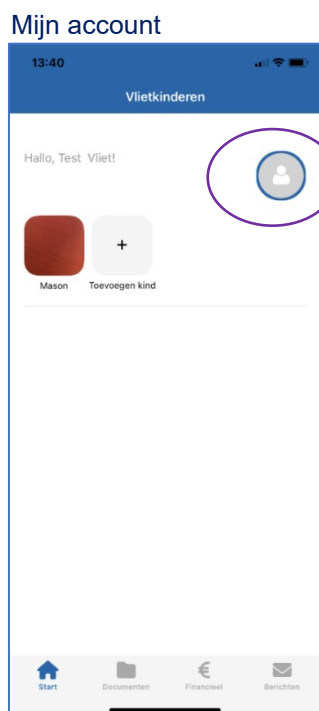 Mijn account
13:40
Vlietkinderen
Hallo, Test Vliet!
+
Mason Toevoegen kind
€
Start Documenten Financieel Berichten